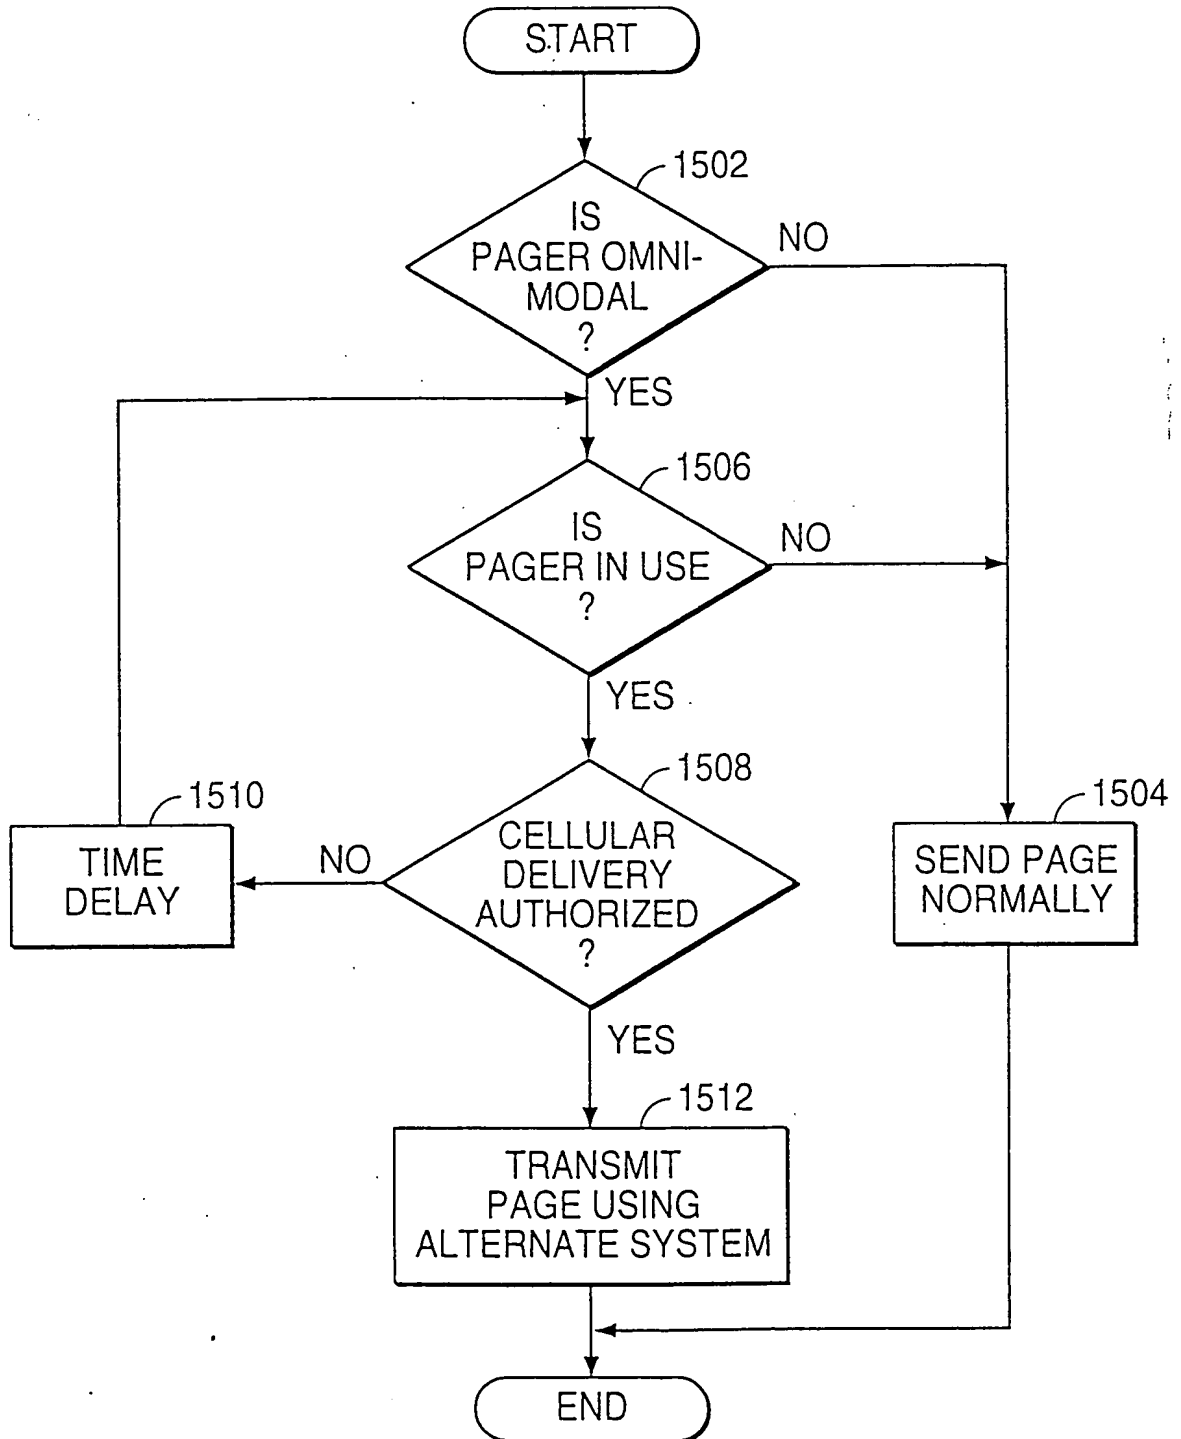 START
1502
IS
PAGER OMNI-
MODAL
?
NO
YES
1506
IS
PAGER IN USE
?
NO
YES
1508
CELLULAR
DELIVERY
AUTHORIZED
?
NO
1510
TIME
DELAY
1504
SEND PAGE
NORMALLY
YES
1512
TRANSMIT
PAGE USING
ALTERNATE SYSTEM
END